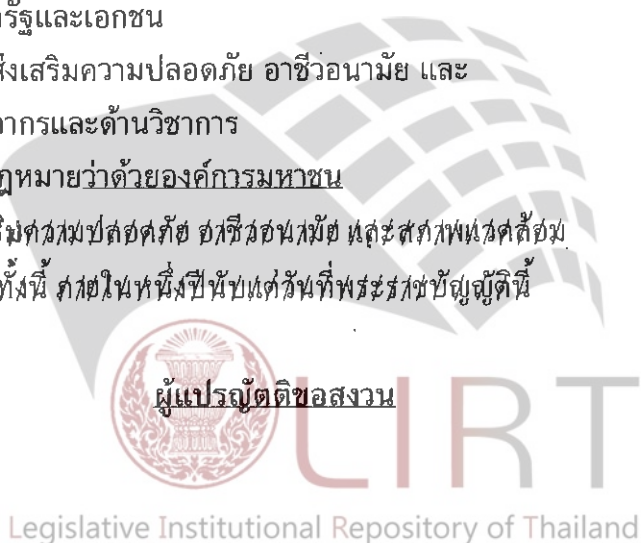 รัฐและเอกชน
ส่งเสริมความปลอดภัย อาชีวอนามัย และ
ากรและด้านวิชาการ
ฎหมายว่าด้วยองค์การมหาชน
ริมความปลอดภัย อาชีวอนามัย และสภาพแวดล้อม
ทั้งนี้ ภายในหนึ่งปีนับแต่วันที่พระราชบัญญัตินี้
ผู้แปรญัตติขอสงวน
LIRT
Legislative Institutional Repository of Thailand